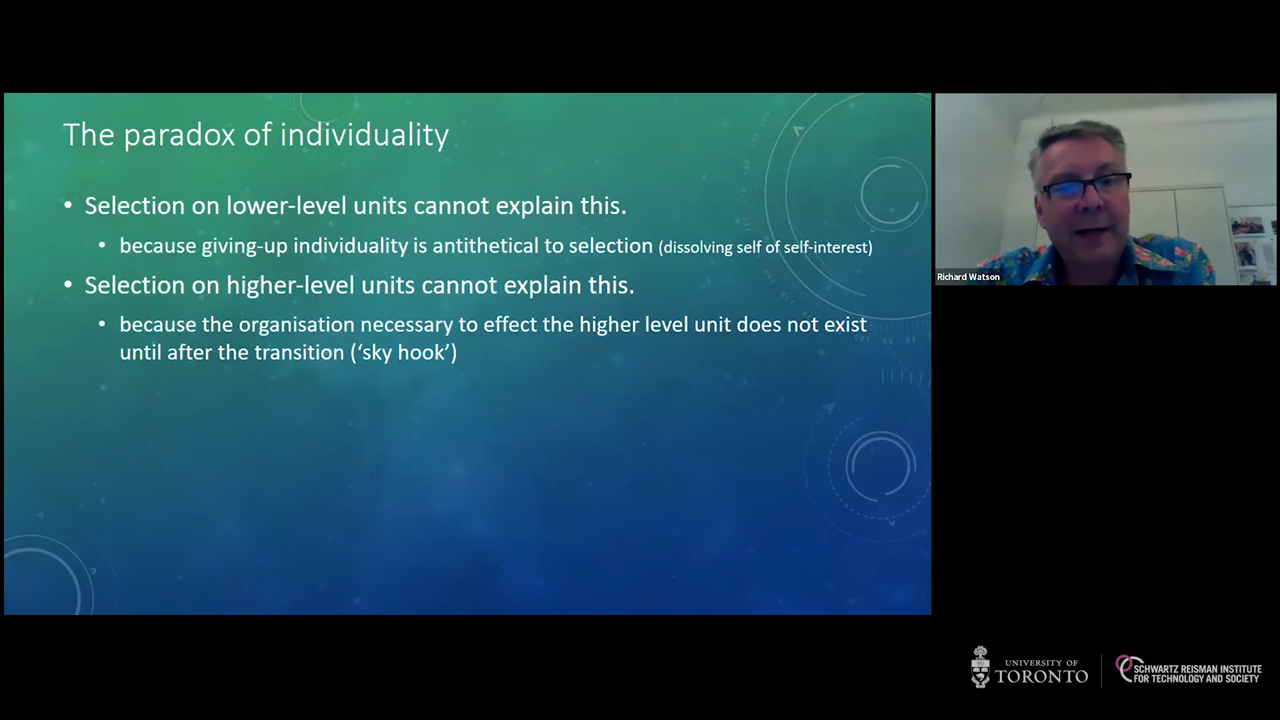 The paradox of individuality
• Selection on lower-level units cannot explain this.
• because giving-up individuality is antithetical to selection (dissolving self of self-interest)
• Selection on higher-level units cannot explain this.
• because the organisation necessary to effect the higher level unit does not exist
until after the transition (‘sky hook’)
Richard Watson
UNIVERSITY OF
TORONTO
SCHWARTZ REISMAN INSTITUTE
FOR TECHNOLOGY AND SOCIETY